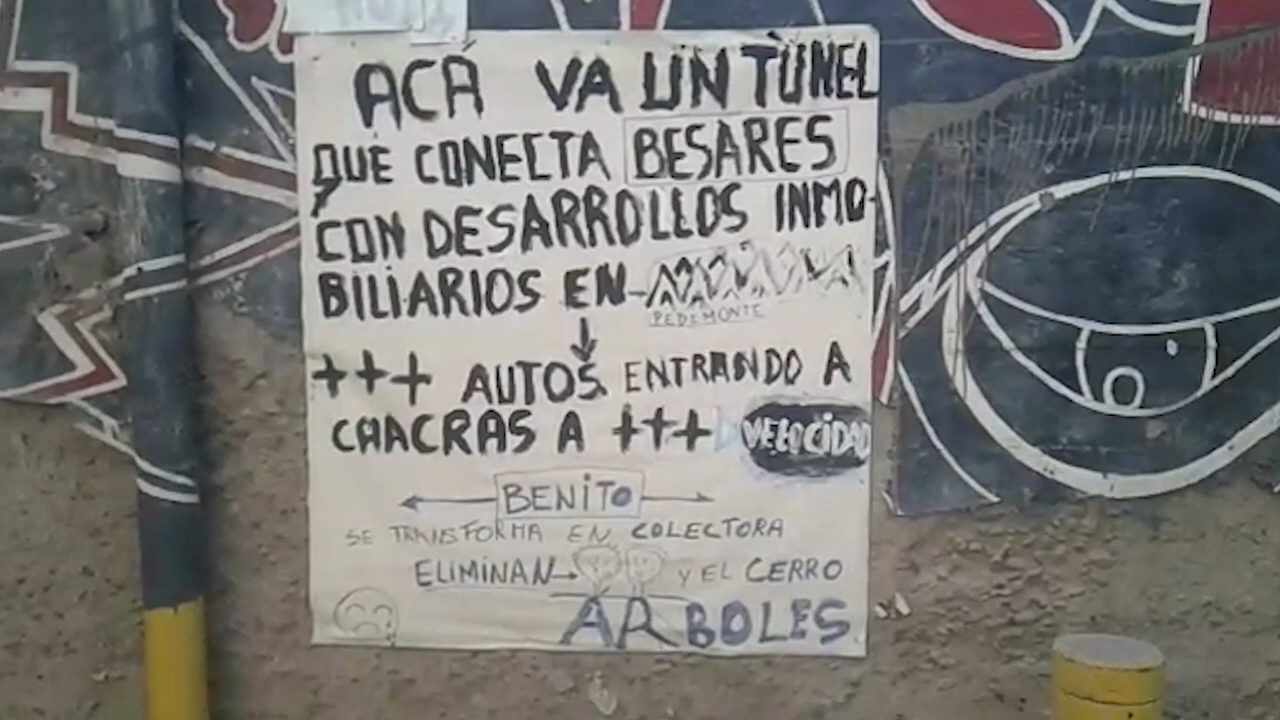 ACÁ VA UN TÚNEL
QUE CONECTA BESARES
CON DESARROLLOS INMO-
BILIARIOS EN
PEDEMONTE
+++ AUTOS ENTRANDO A
CHACRAS A +++ VELOCIDAD
BENITO
SE TRANSFORMA EN COLECTORA
ELIMINAN Y EL CERRO
ARBOLES